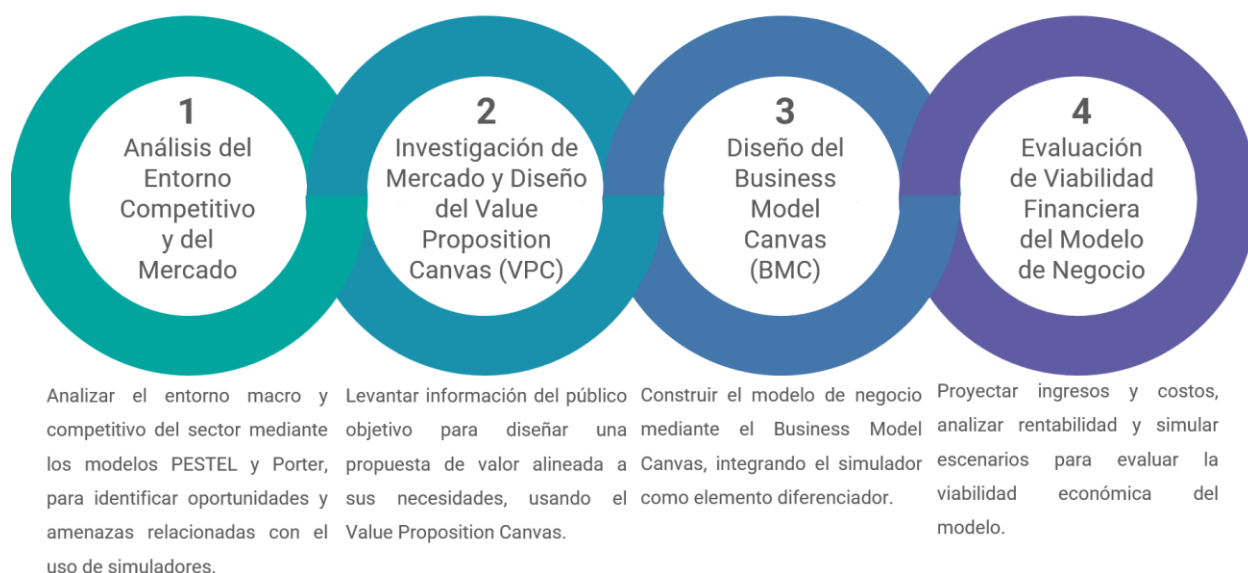 1
Análisis del
Entorno
Competitivo
y del
Mercado
2
Investigación de
Mercado y Diseño
del Value
Proposition
Canvas (VPC)
3
Diseño del
Business
Model
Canvas
(BMC)
4
Evaluación
de Viabilidad
Financiera
del Modelo
de Negocio
Analizar el entorno macro y
competitivo del sector mediante
los modelos PESTEL y Porter,
para identificar oportunidades y
amenazas relacionadas con el
uso de simuladores.
Levantar información del público
objetivo para diseñar una
propuesta de valor alineada a
sus necesidades, usando el
Value Proposition Canvas.
Construir el modelo de negocio
mediante el Business Model
Canvas, integrando el simulador
como elemento diferenciador.
Proyectar ingresos y costos,
analizar rentabilidad y simular
escenarios para evaluar la
viabilidad económica del
modelo.